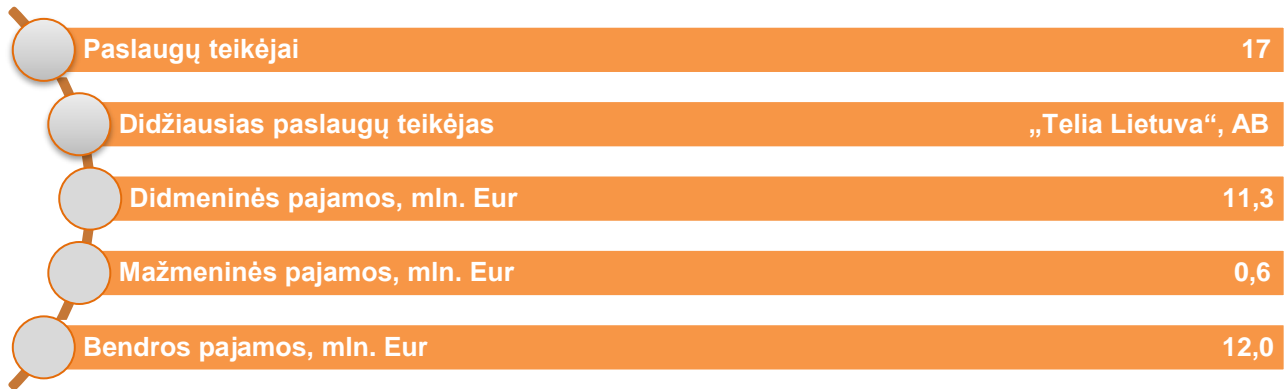 Paslaugų teikėjai 17
Didžiausias paslaugų teikėjas „Telia Lietuva“, AB
Didmeninės pajamos, mln. Eur 11,3
Mažmeninės pajamos, mln. Eur 0,6
Bendros pajamos, mln. Eur 12,0